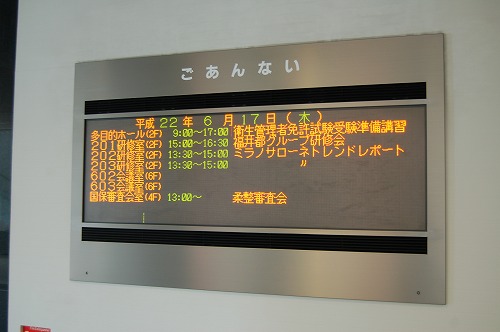 ごあんない
平成 22 年 6 月 17 日 ( 木 )
多目的ホール(2F) 9:00～17:00 衛生管理者免許試験受験準備講習
201研修室(2F) 15:00～16:30 福井都グループ研修会
202研修室(2F) 13:30～15:00 ミラノサローネトレンドレポート
203研修室(2F) 13:30～15:00 〃
602会議室(6F)
603会議室(6F)
国保審査会室(4F) 13:00～ 柔整審査会